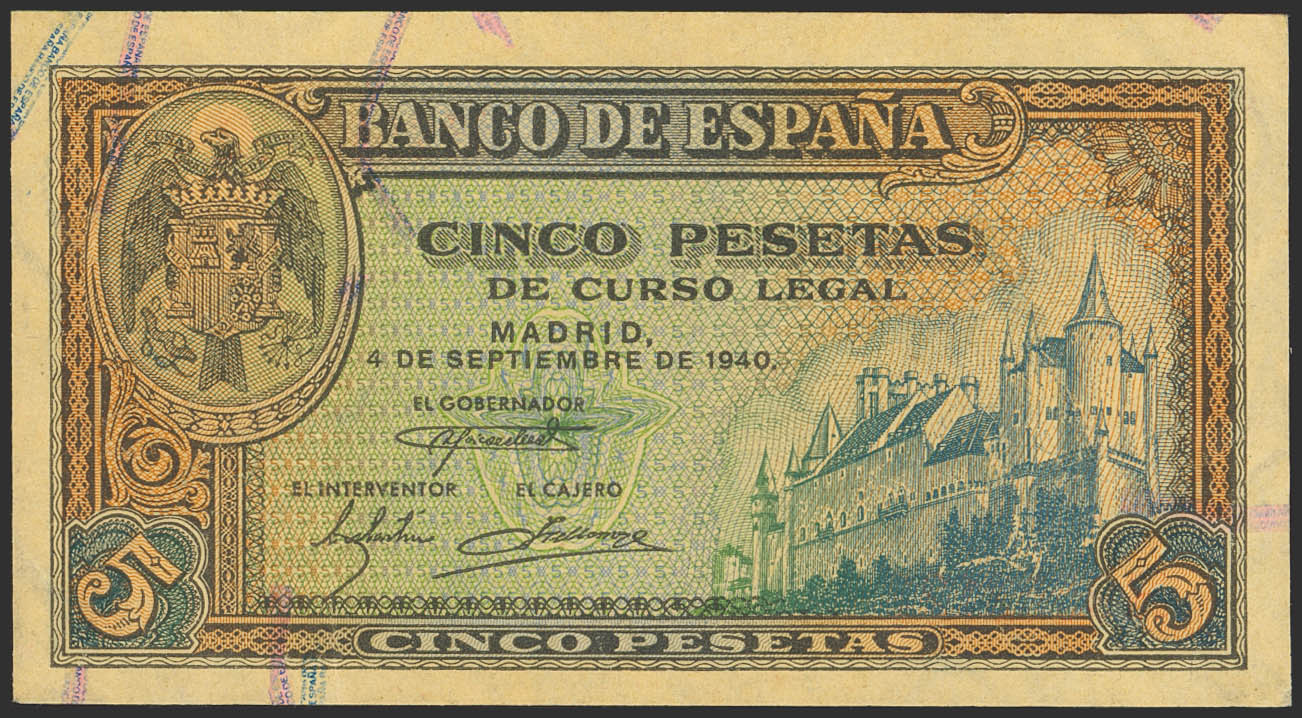 BANCO DE ESPAÑA
CINCO PESETAS
DE CURSO LEGAL
MADRID,
4 DE SEPTIEMBRE DE 1940.
EL GOBERNADOR
EL INTERVENTOR EL CAJERO
5 5
CINCO PESETAS